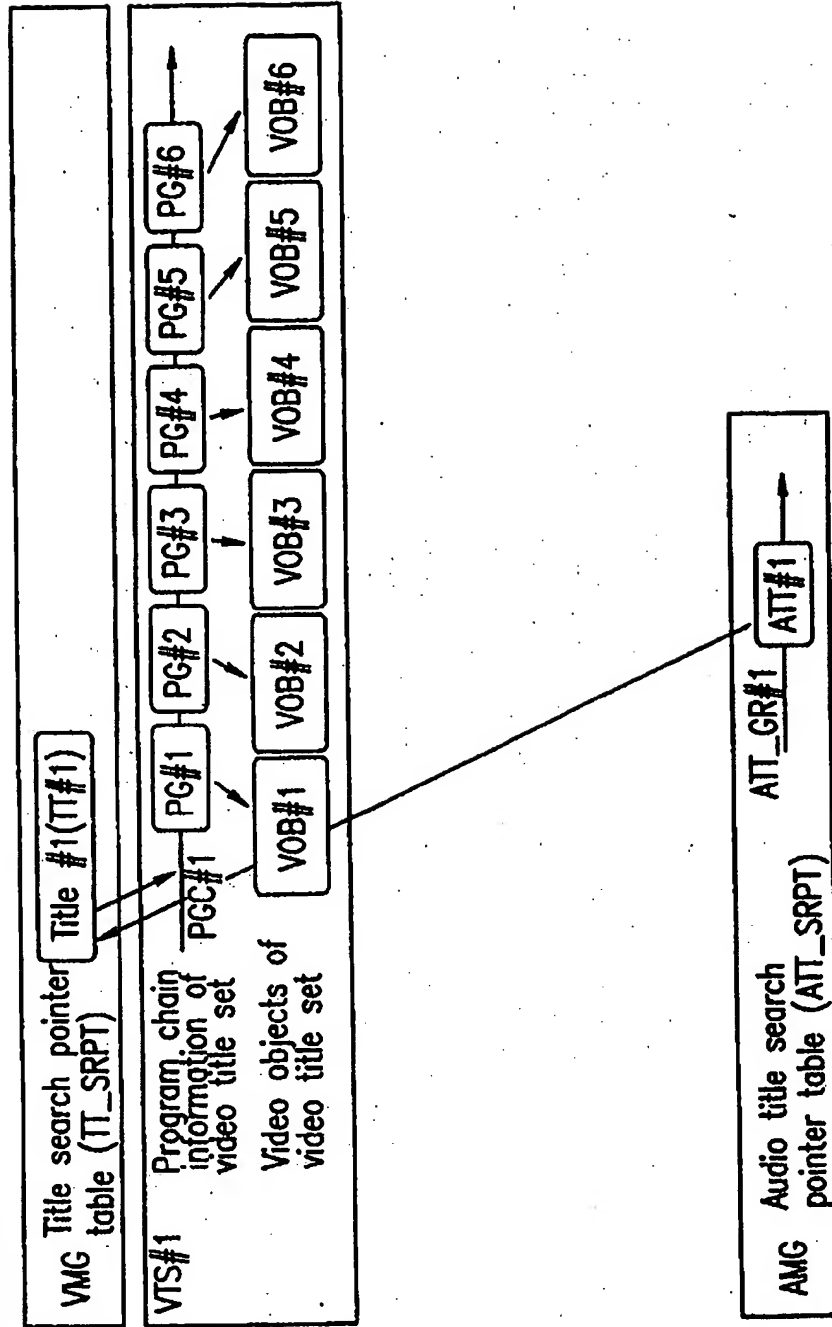 VMG Title search pointer Title #1(TT#1)
table (TT_SRPT)
VTS#1 Program chain
information of
video title set
PGC#1 PG#1 PG#2 PG#3 PG#4 PG#5 PG#6
Video objects of
video title set
VOB#1 VOB#2 VOB#3 VOB#4 VOB#5 VOB#6
AMG Audio title search
pointer table (ATT_SRPT)
ATT_GR#1
ATT#1